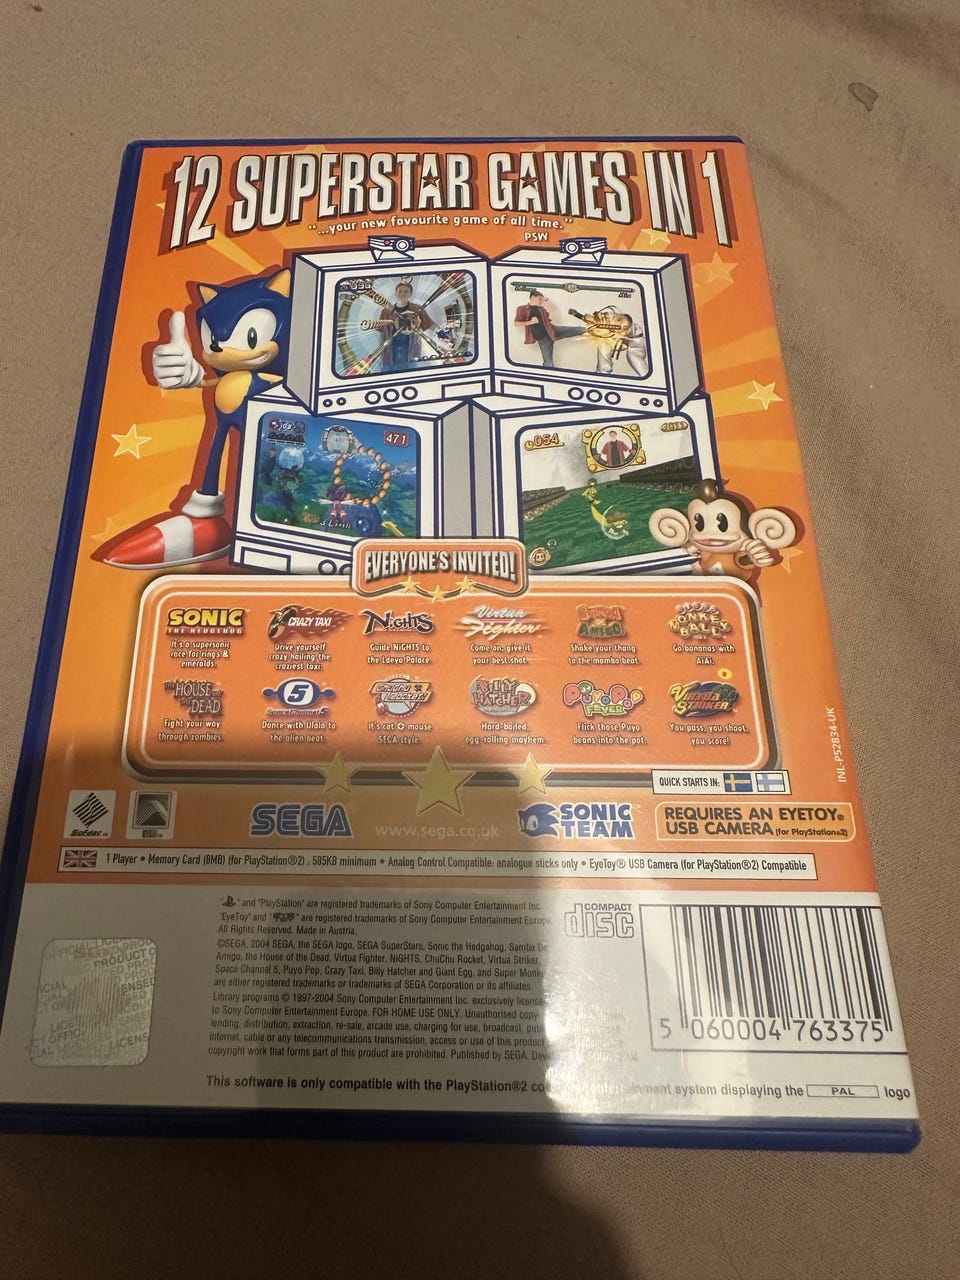 12 SUPERSTAR GAMES IN 1
"...your new favourite game of all time."
PSW
471
054
EVERYONE'S INVITED!
SONIC THE HEDGEHOG
It's a supersonic race for rings & emeralds.
CRAZY TAXI
Drive yourself crazy hailing the craziest taxi.
NiGHTS
Guide NiGHTS to the Ideya Palace.
Virtua Fighter
Come on, give it your best shot.
SAMBA DE AMIGO
Shake your thang to the mambo beat.
SUPER MONKEY BALL
Go bananas with AiAi.
THE HOUSE OF THE DEAD
Fight your way through zombies.
Space Channel 5
Dance with Ulala to the alien beat.
ChuChu Rocket!
It's cat & mouse SEGA style.
BILLY HATCHER
Hard-boiled, egg-rolling mayhem.
PUYO POP FEVER
Flick those Puyo beans into the pot.
VIRTUA STRIKER
You pass, you shoot, you score!
QUICK STARTS IN:
INL-P52834-UK
SEGA
www.sega.co.uk
SONIC TEAM™
REQUIRES AN EYETOY® USB CAMERA (for PlayStation®2)
1 Player • Memory Card (8MB) (for PlayStation®2) : 585KB minimum • Analog Control Compatible: analogue sticks only • EyeToy® USB Camera (for PlayStation®2) Compatible
" " and "PlayStation" are registered trademarks of Sony Computer Entertainment Inc.
"EyeToy" and " " are registered trademarks of Sony Computer Entertainment Europe.
All Rights Reserved. Made in Austria.
©SEGA, 2004 SEGA, the SEGA logo, SEGA SuperStars, Sonic the Hedgehog, Samba De
Amigo, the House of the Dead, Virtua Fighter, NiGHTS, ChuChu Rocket, Virtua Striker,
Space Channel 5, Puyo Pop, Crazy Taxi, Billy Hatcher and Giant Egg, and Super Monkey
are either registered trademarks or trademarks of SEGA Corporation or its affiliates.
Library programs © 1997-2004 Sony Computer Entertainment Inc. exclusively
to Sony Computer Entertainment Europe. FOR HOME USE ONLY. Unauthorised
lending, distribution, extraction, re-sale, arcade use, charging for use, broadcast,
internet, cable or any telecommunications transmission, access or use of this product
copyright work that forms part of this product are prohibited. Published by SEGA.
This software is only compatible with the PlayStation®2 entertainment system displaying the PAL logo
COMPACT disc
5 060004 763375